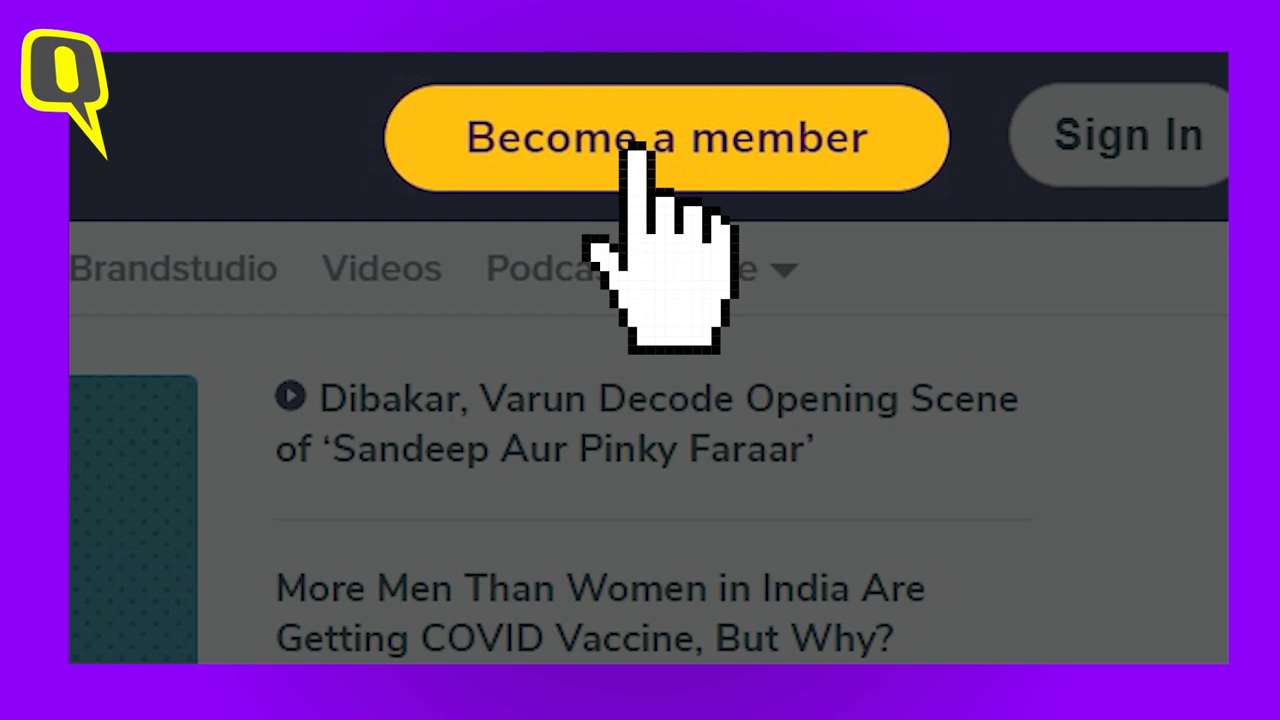 Q
Become a member
Sign In
Brandstudio Videos
Dibakar, Varun Decode Opening Scene
of ‘Sandeep Aur Pinky Faraar’
More Men Than Women in India Are
Getting COVID Vaccine, But Why?